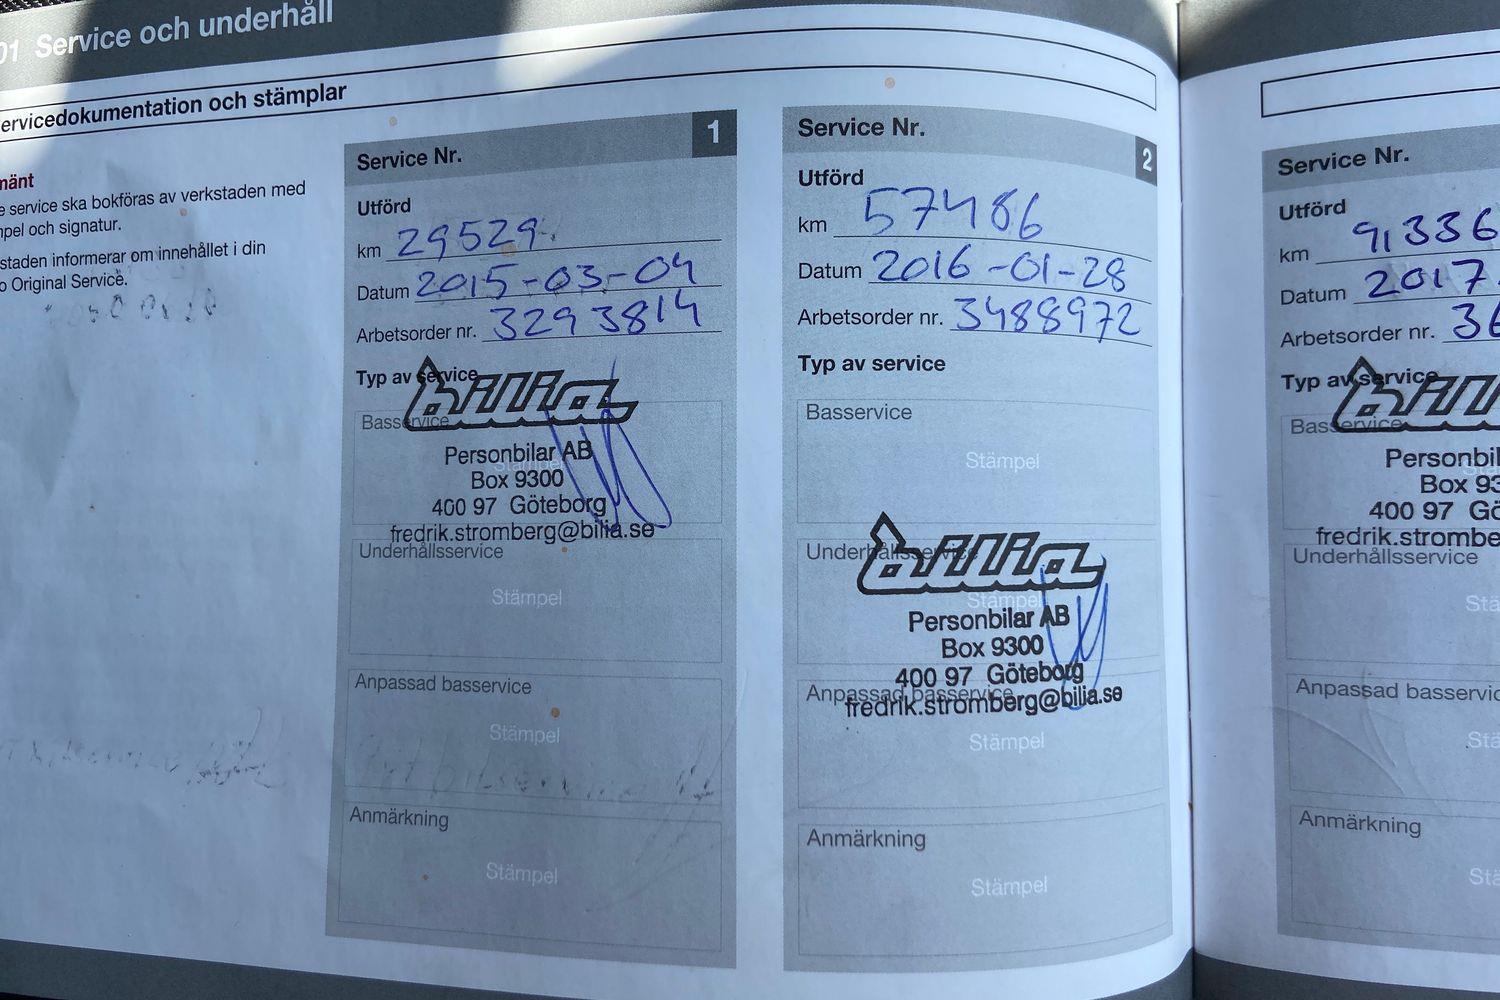 01 Service och underhåll
ervicedokumentation och stämplar
mänt
e service ska bokföras av verkstaden med
npel och signatur.
staden informerar om innehållet i din
o Original Service.
1
Service Nr.
Utförd
km 29529
Datum 2015-03-04
Arbetsorder nr. 3293814
Typ av service
bilia
Basservice
Personbilar AB
Stämpel
Box 9300
400 97 Göteborg
fredrik.stromberg@bilia.se
Underhållsservice
Stämpel
Anpassad basservice
Stämpel
Anmärkning
Stämpel
Service Nr.
2
Utförd
km 57486
Datum 2016-01-28
Arbetsorder nr. 3488972
Typ av service
Basservice
Stämpel
Underhållsservice
bilia
Stämpel
Personbilar AB
Box 9300
400 97 Göteborg
Anpassad basservice
fredrik.stromberg@bilia.se
Stämpel
Anmärkning
Stämpel
Service Nr.
Utförd
km 91336
Datum 2017
Arbetsorder nr. 36
Typ av service
bili
Basservice
Personbil
Box 93
400 97 Gö
fredrik.strombe
Underhållsservice
Stä
Anpassad basservic
Stä
Anmärkning
Stä